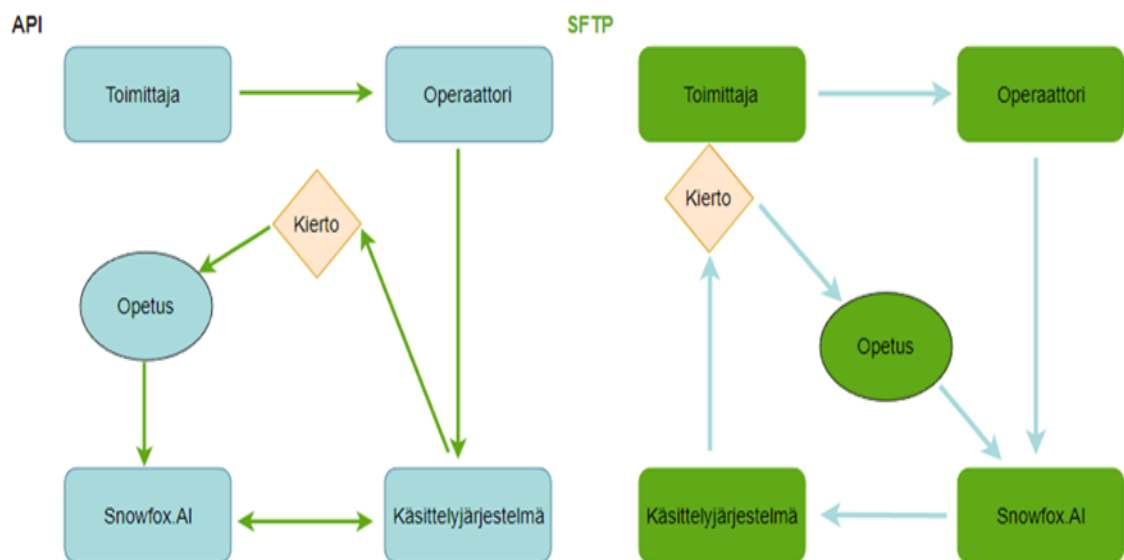 API
Toimittaja
Operaattori
Kierto
Opetus
Snowfox.AI
Käsittelyjärjestelmä
SFTP
Toimittaja
Operaattori
Kierto
Opetus
Käsittelyjärjestelmä
Snowfox.AI